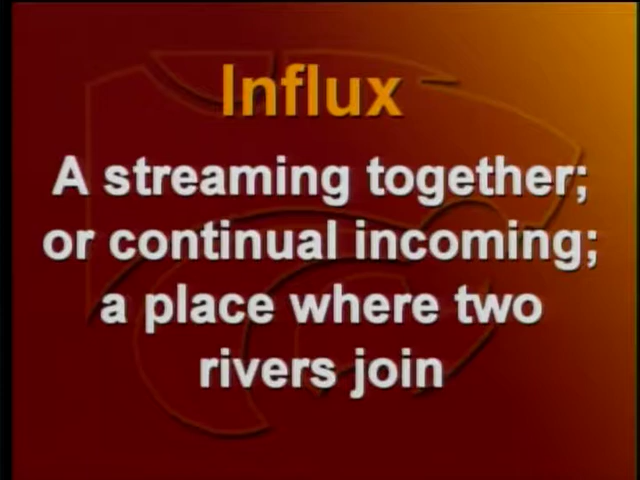 Influx
A streaming together;
or continual incoming;
a place where two
rivers join